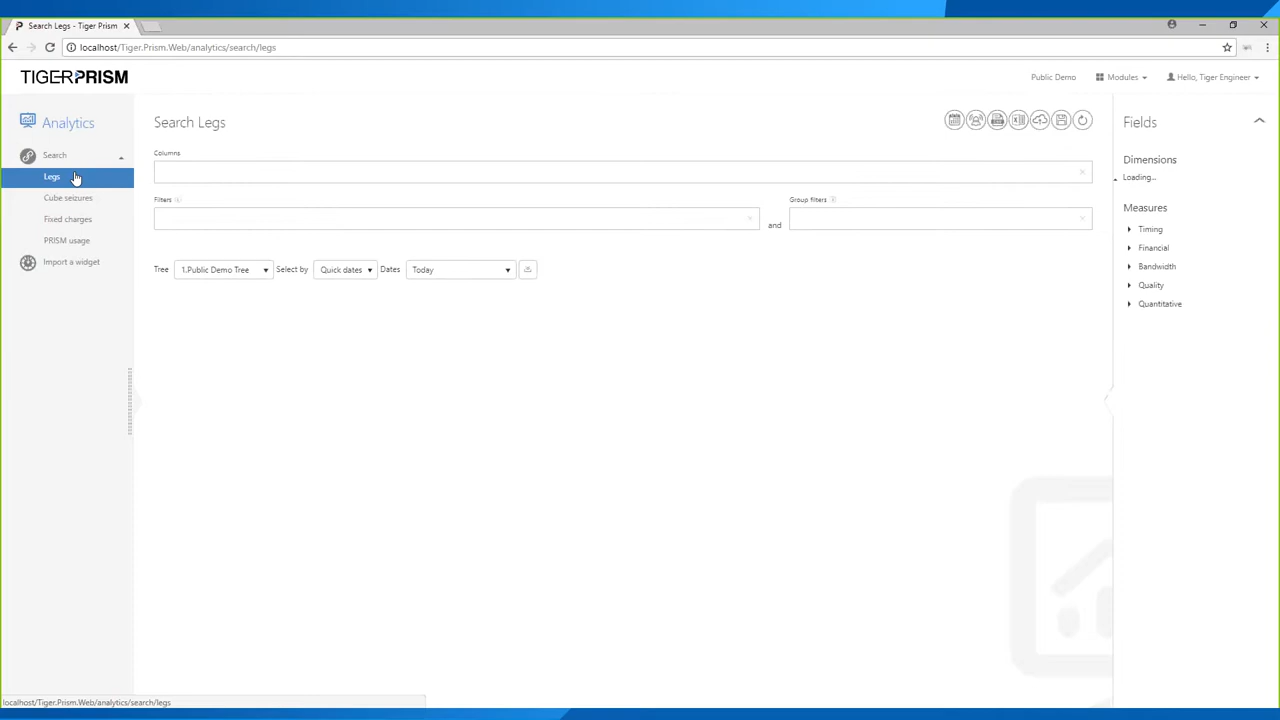 Search Legs - Tiger Prism
localhost/Tiger.Prism.Web/analytics/search/legs
TIGERPRISM
Public Demo
Modules
Hello, Tiger Engineer
Analytics
Search
Legs
Cube seizures
Fixed charges
PRISM usage
Import a widget
Search Legs
Columns
Filters
and
Group filters
Tree
1.Public Demo Tree
Select by
Quick dates
Dates
Today
Fields
Dimensions
Loading...
Measures
Timing
Financial
Bandwidth
Quality
Quantitative
localhost/Tiger.Prism.Web/analytics/search/legs